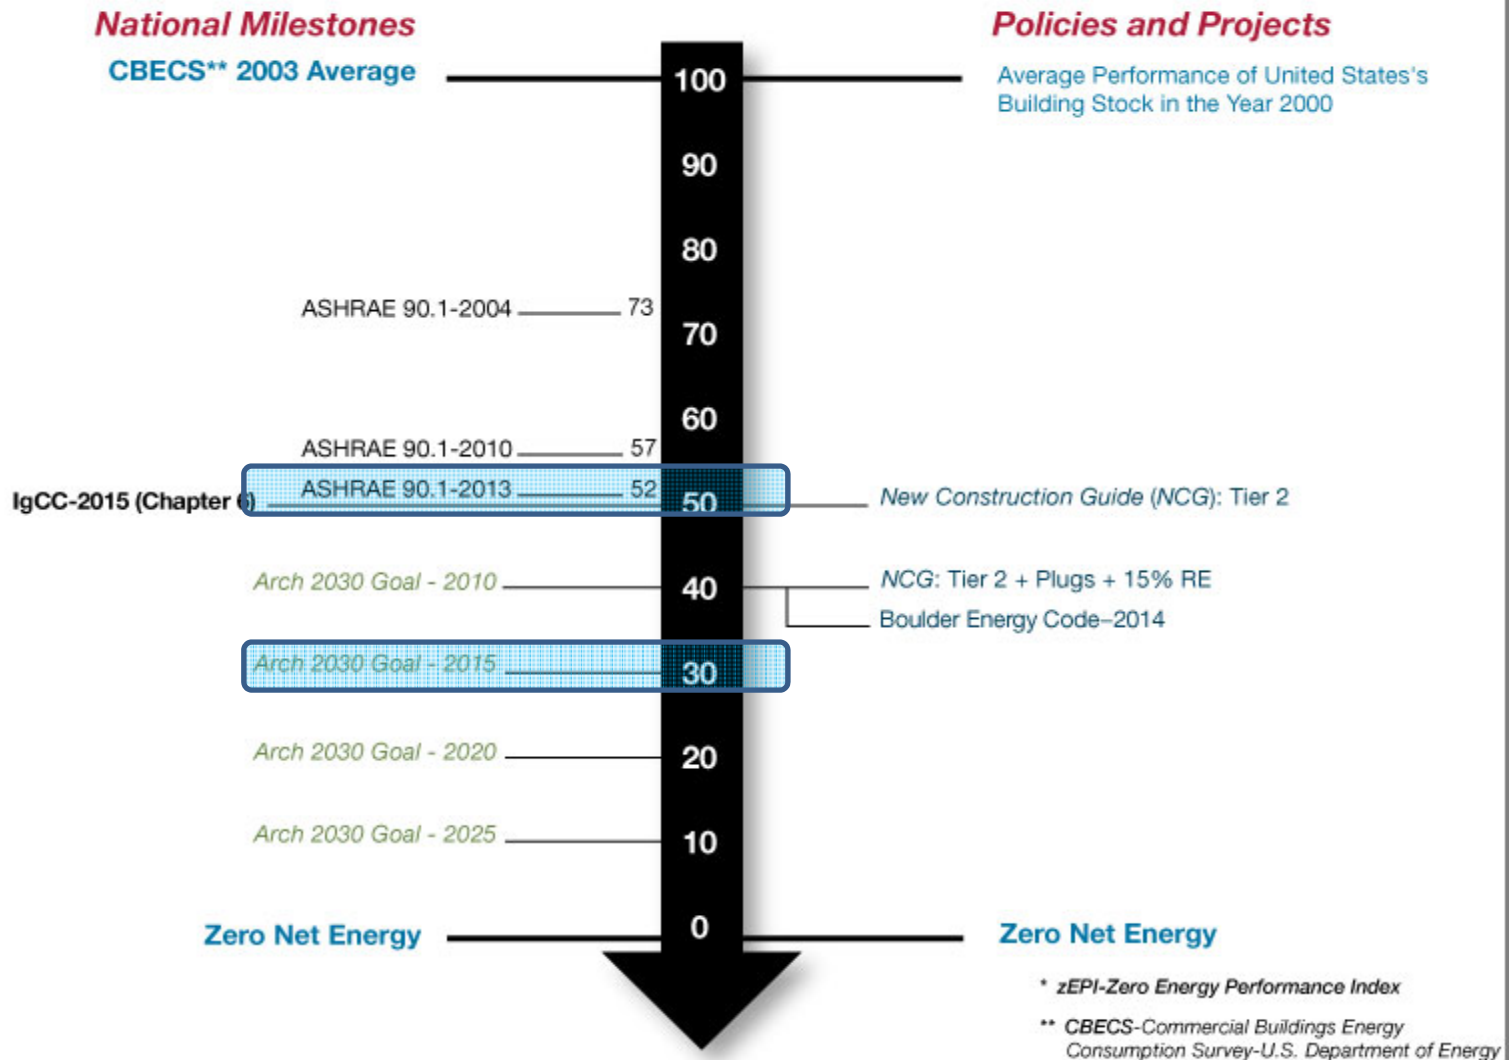 National Milestones
Policies and Projects
CBECS** 2003 Average
100
Average Performance of United States's
Building Stock in the Year 2000
90
80
ASHRAE 90.1-2004
73
70
60
ASHRAE 90.1-2010
57
ASHRAE 90.1-2013
52
IgCC-2015 (Chapter 6)
50
New Construction Guide (NCG): Tier 2
Arch 2030 Goal - 2010
40
NCG: Tier 2 + Plugs + 15% RE
Boulder Energy Code–2014
Arch 2030 Goal - 2015
30
Arch 2030 Goal - 2020
20
Arch 2030 Goal - 2025
10
Zero Net Energy
0
Zero Net Energy
* zEPI-Zero Energy Performance Index
** CBECS-Commercial Buildings Energy
Consumption Survey-U.S. Department of Energy